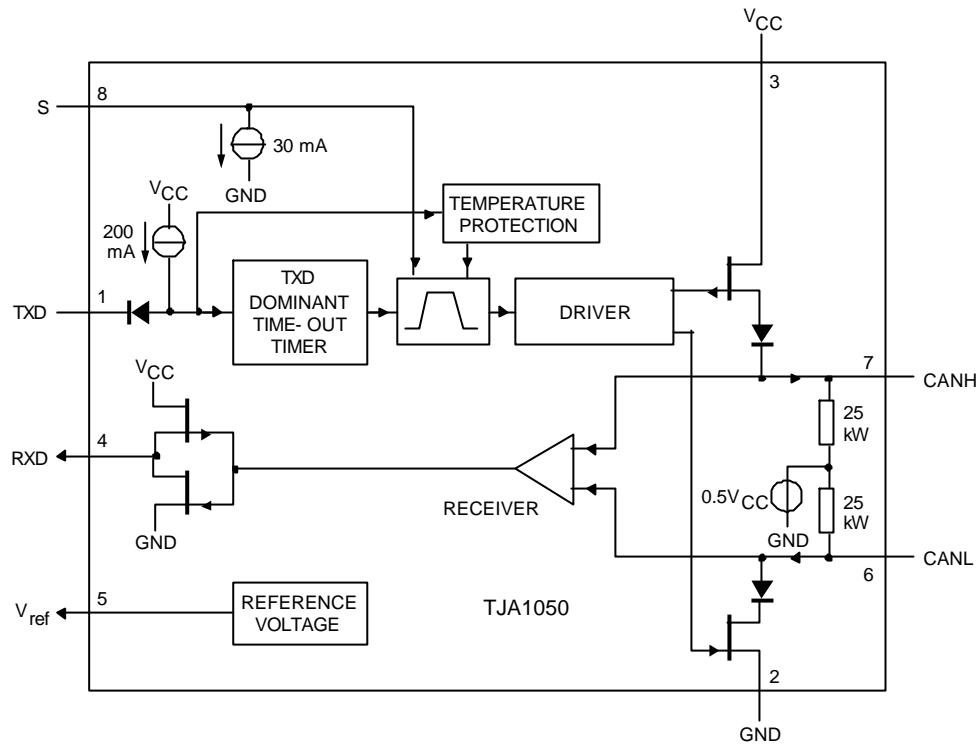 VCC
3
8
S
30 mA
GND
VCC
200
mA
TEMPERATURE
PROTECTION
1
TXD
TXD
DOMINANT
TIME- OUT
TIMER
DRIVER
7
CANH
VCC
25
kW
4
RXD
RECEIVER
0.5VCC
25
kW
GND
GND
CANL
6
5
Vref
REFERENCE
VOLTAGE
TJA1050
2
GND